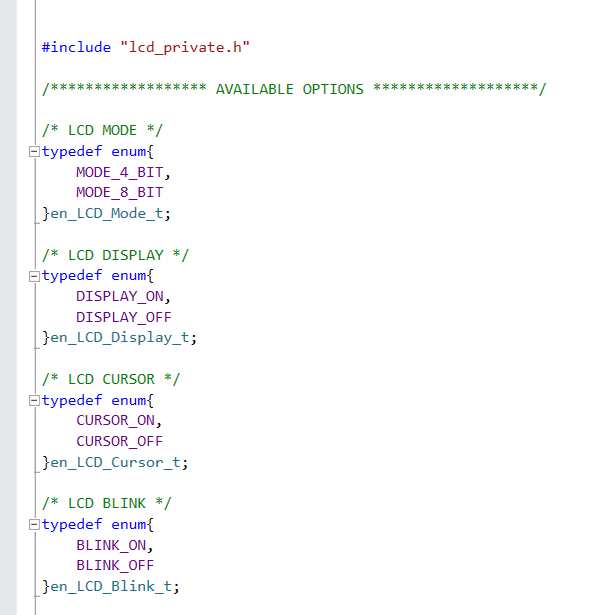 #include "lcd_private.h"
/****************** AVAILABLE OPTIONS *******************/
/* LCD MODE */
typedef enum{
MODE_4_BIT,
MODE_8_BIT
}en_LCD_Mode_t;
/* LCD DISPLAY */
typedef enum{
DISPLAY_ON,
DISPLAY_OFF
}en_LCD_Display_t;
/* LCD CURSOR */
typedef enum{
CURSOR_ON,
CURSOR_OFF
}en_LCD_Cursor_t;
/* LCD BLINK */
typedef enum{
BLINK_ON,
BLINK_OFF
}en_LCD_Blink_t;